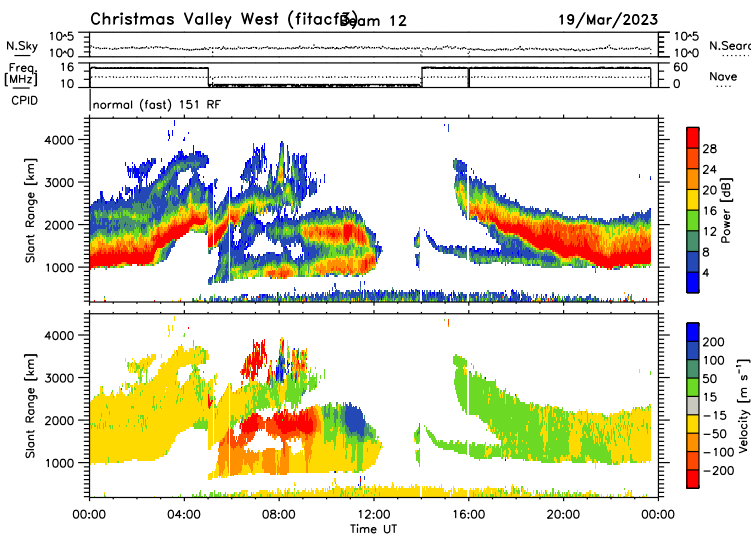 Christmas Valley West (fitacf3) Beam 12 19/Mar/2023
N.Sky 10^5 10^0 10^5 10^0 N.Search
Freq. [MHz] 16 10 60 0 Nave
CPID normal (fast) 151 RF
4000
3000
2000
1000
Slant Range [km]
28
24
20
16
12
8
4
Power [dB]
4000
3000
2000
1000
Slant Range [km]
200
100
50
15
-15
-50
-100
-200
Velocity [m s⁻¹]
00:00 04:00 08:00 12:00 16:00 20:00 00:00
Time UT